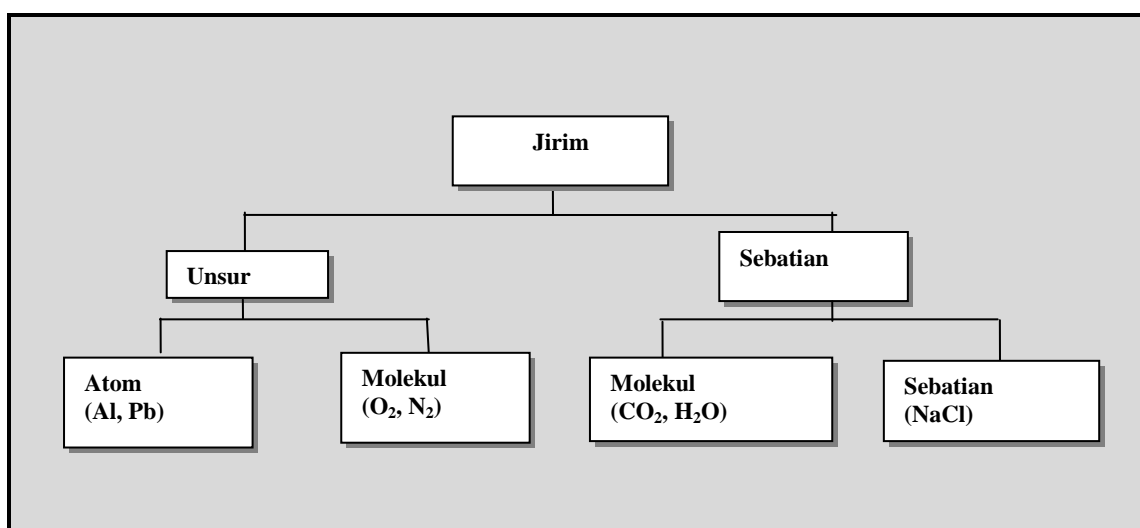 Jirim
Unsur
Sebatian
Atom
(Al, Pb)
Molekul
(O₂, N₂)
Molekul
(CO₂, H₂O)
Sebatian
(NaCl)